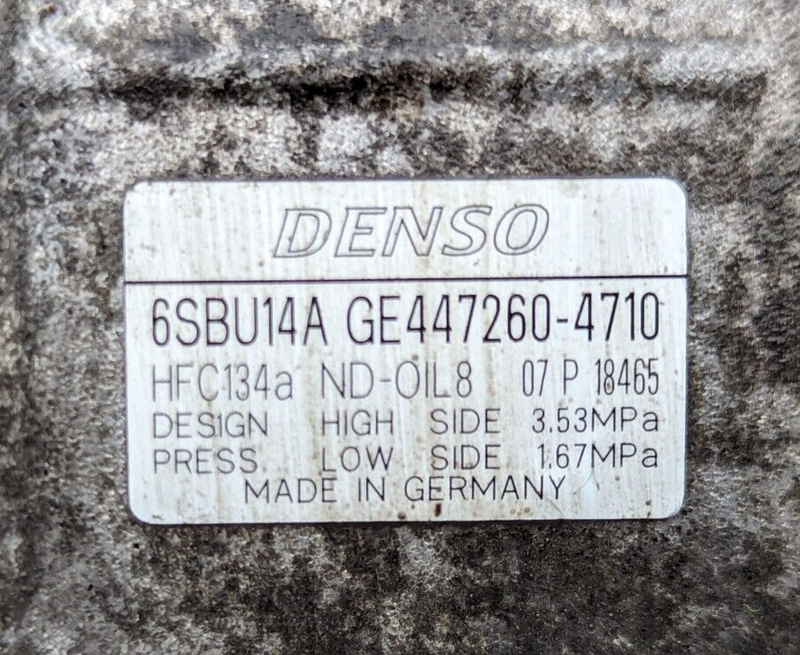 DENSO
6SBU14A GE447260-4710
HFC134a ND-OIL8 07 P 18465
DESIGN HIGH SIDE 3.53MPa
PRESS LOW SIDE 1.67MPa
MADE IN GERMANY